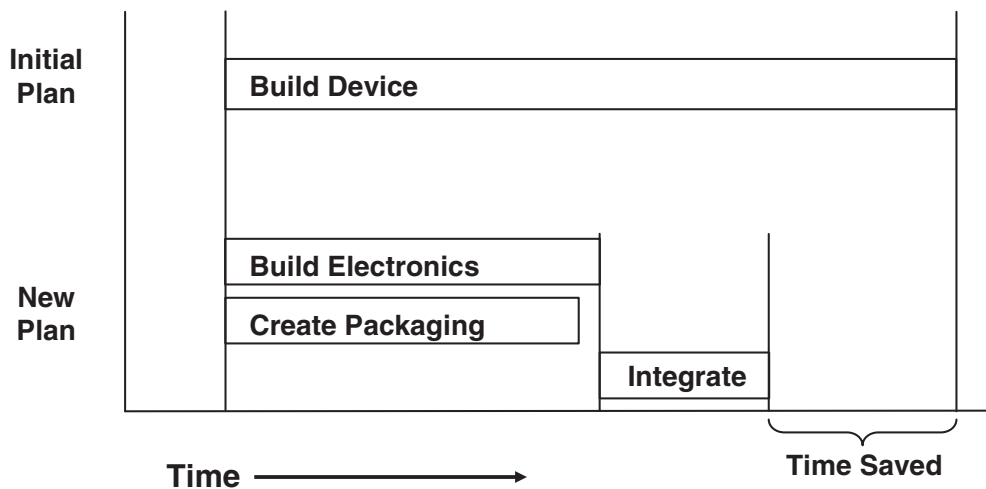 Initial
Plan
Build Device
Build Electronics
New
Plan
Create Packaging
Integrate
Time Saved
Time